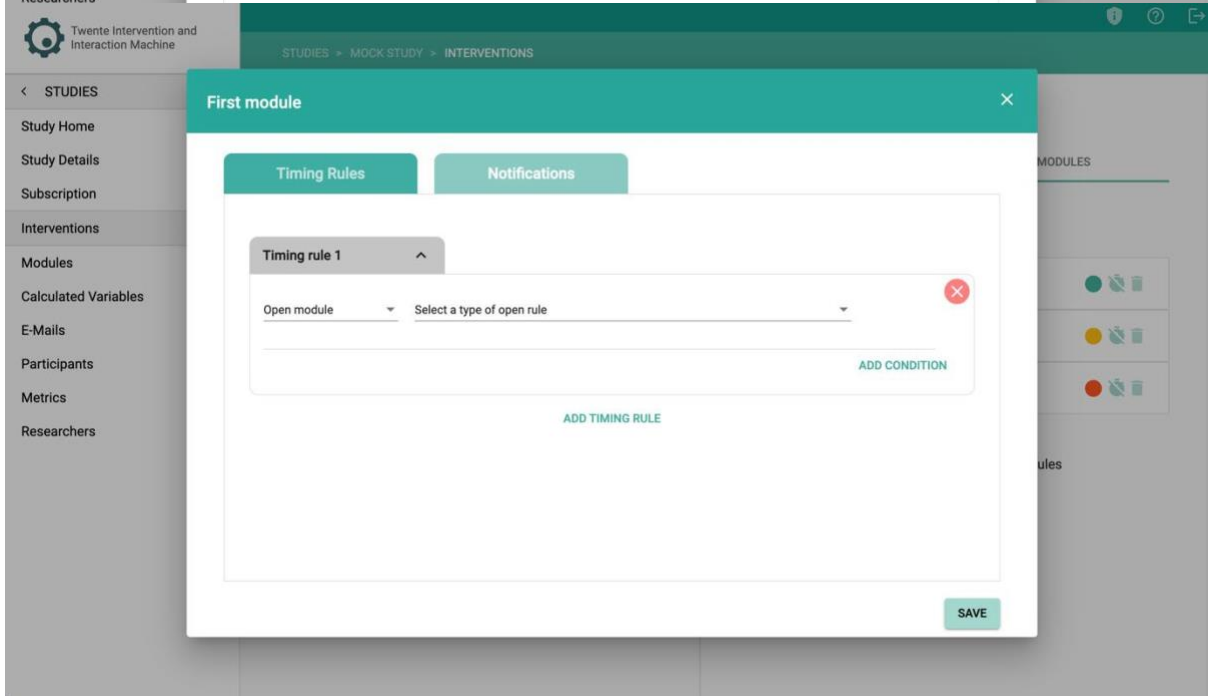 Researchers
Twente Intervention and
Interaction Machine
STUDIES > MOCK STUDY > INTERVENTIONS
< STUDIES
Study Home
Study Details
Subscription
Interventions
Modules
Calculated Variables
E-Mails
Participants
Metrics
Researchers
First module
Timing Rules
Notifications
Timing rule 1
Open module
Select a type of open rule
ADD CONDITION
ADD TIMING RULE
SAVE
MODULES
ules